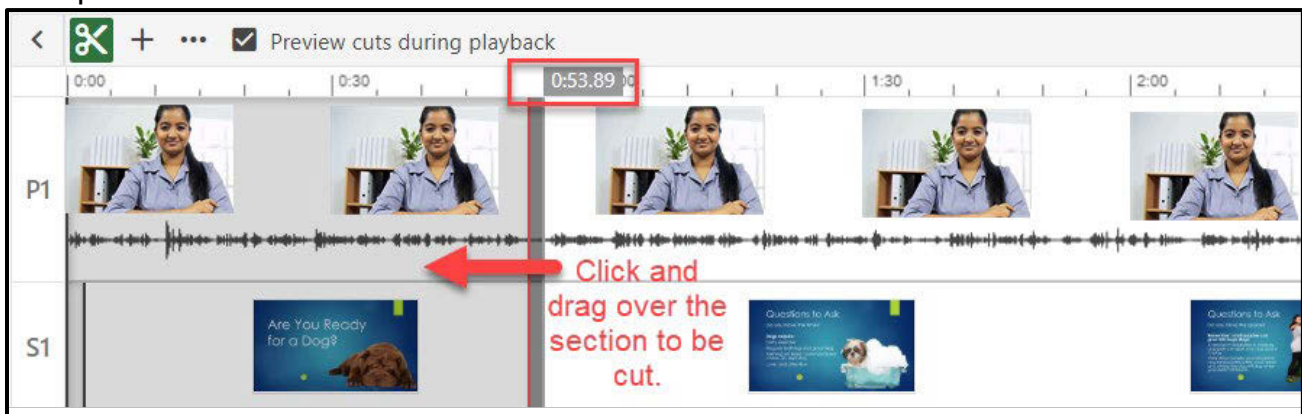 Preview cuts during playback
0:00 0:30 0:53.89 1:30 2:00
P1
Click and
drag over the
section to be
cut.
S1
Are You Ready
for a Dog?
Questions to Ask
Questions to Ask